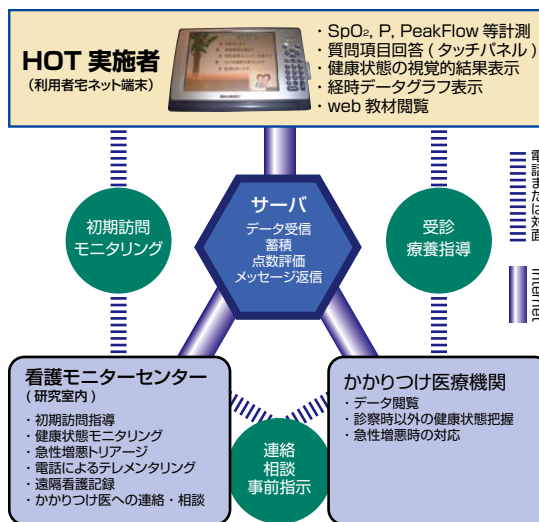 HOT 実施者
(利用者宅ネット端末)
・SpO₂, P, PeakFlow 等計測
・質問項目回答 ( タッチパネル )
・健康状態の視覚的結果表示
・経時データグラフ表示
・web 教材閲覧
初期訪問
モニタリング
サーバ
データ受信
蓄積
点数評価
メッセージ返信
受診
療養指導
電話または対面
Internet
看護モニターセンター
( 研究室内 )
・初期訪問指導
・健康状態モニタリング
・急性増悪トリアージ
・電話によるテレメンタリング
・遠隔看護記録
・かかりつけ医への連絡・相談
連絡
相談
事前指示
かかりつけ医療機関
・データ閲覧
・診察時以外の健康状態把握
・急性増悪時の対応